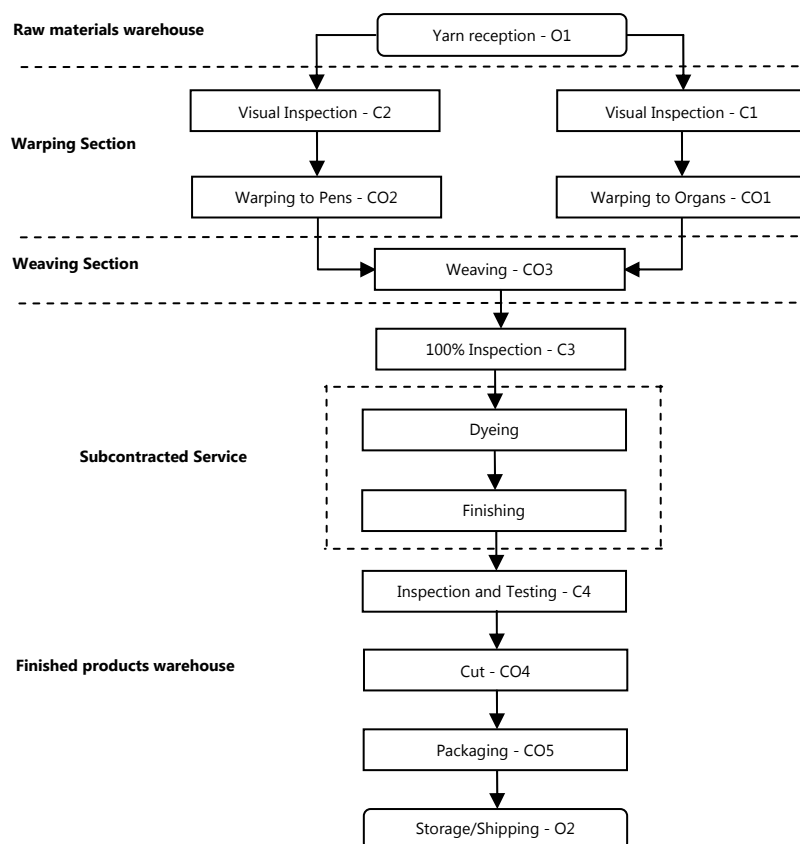 Raw materials warehouse
Yarn reception - O1
Visual Inspection - C2
Visual Inspection - C1
Warping Section
Warping to Pens - CO2
Warping to Organs - CO1
Weaving Section
Weaving - CO3
100% Inspection - C3
Dyeing
Subcontracted Service
Finishing
Inspection and Testing - C4
Finished products warehouse
Cut - CO4
Packaging - CO5
Storage/Shipping - O2